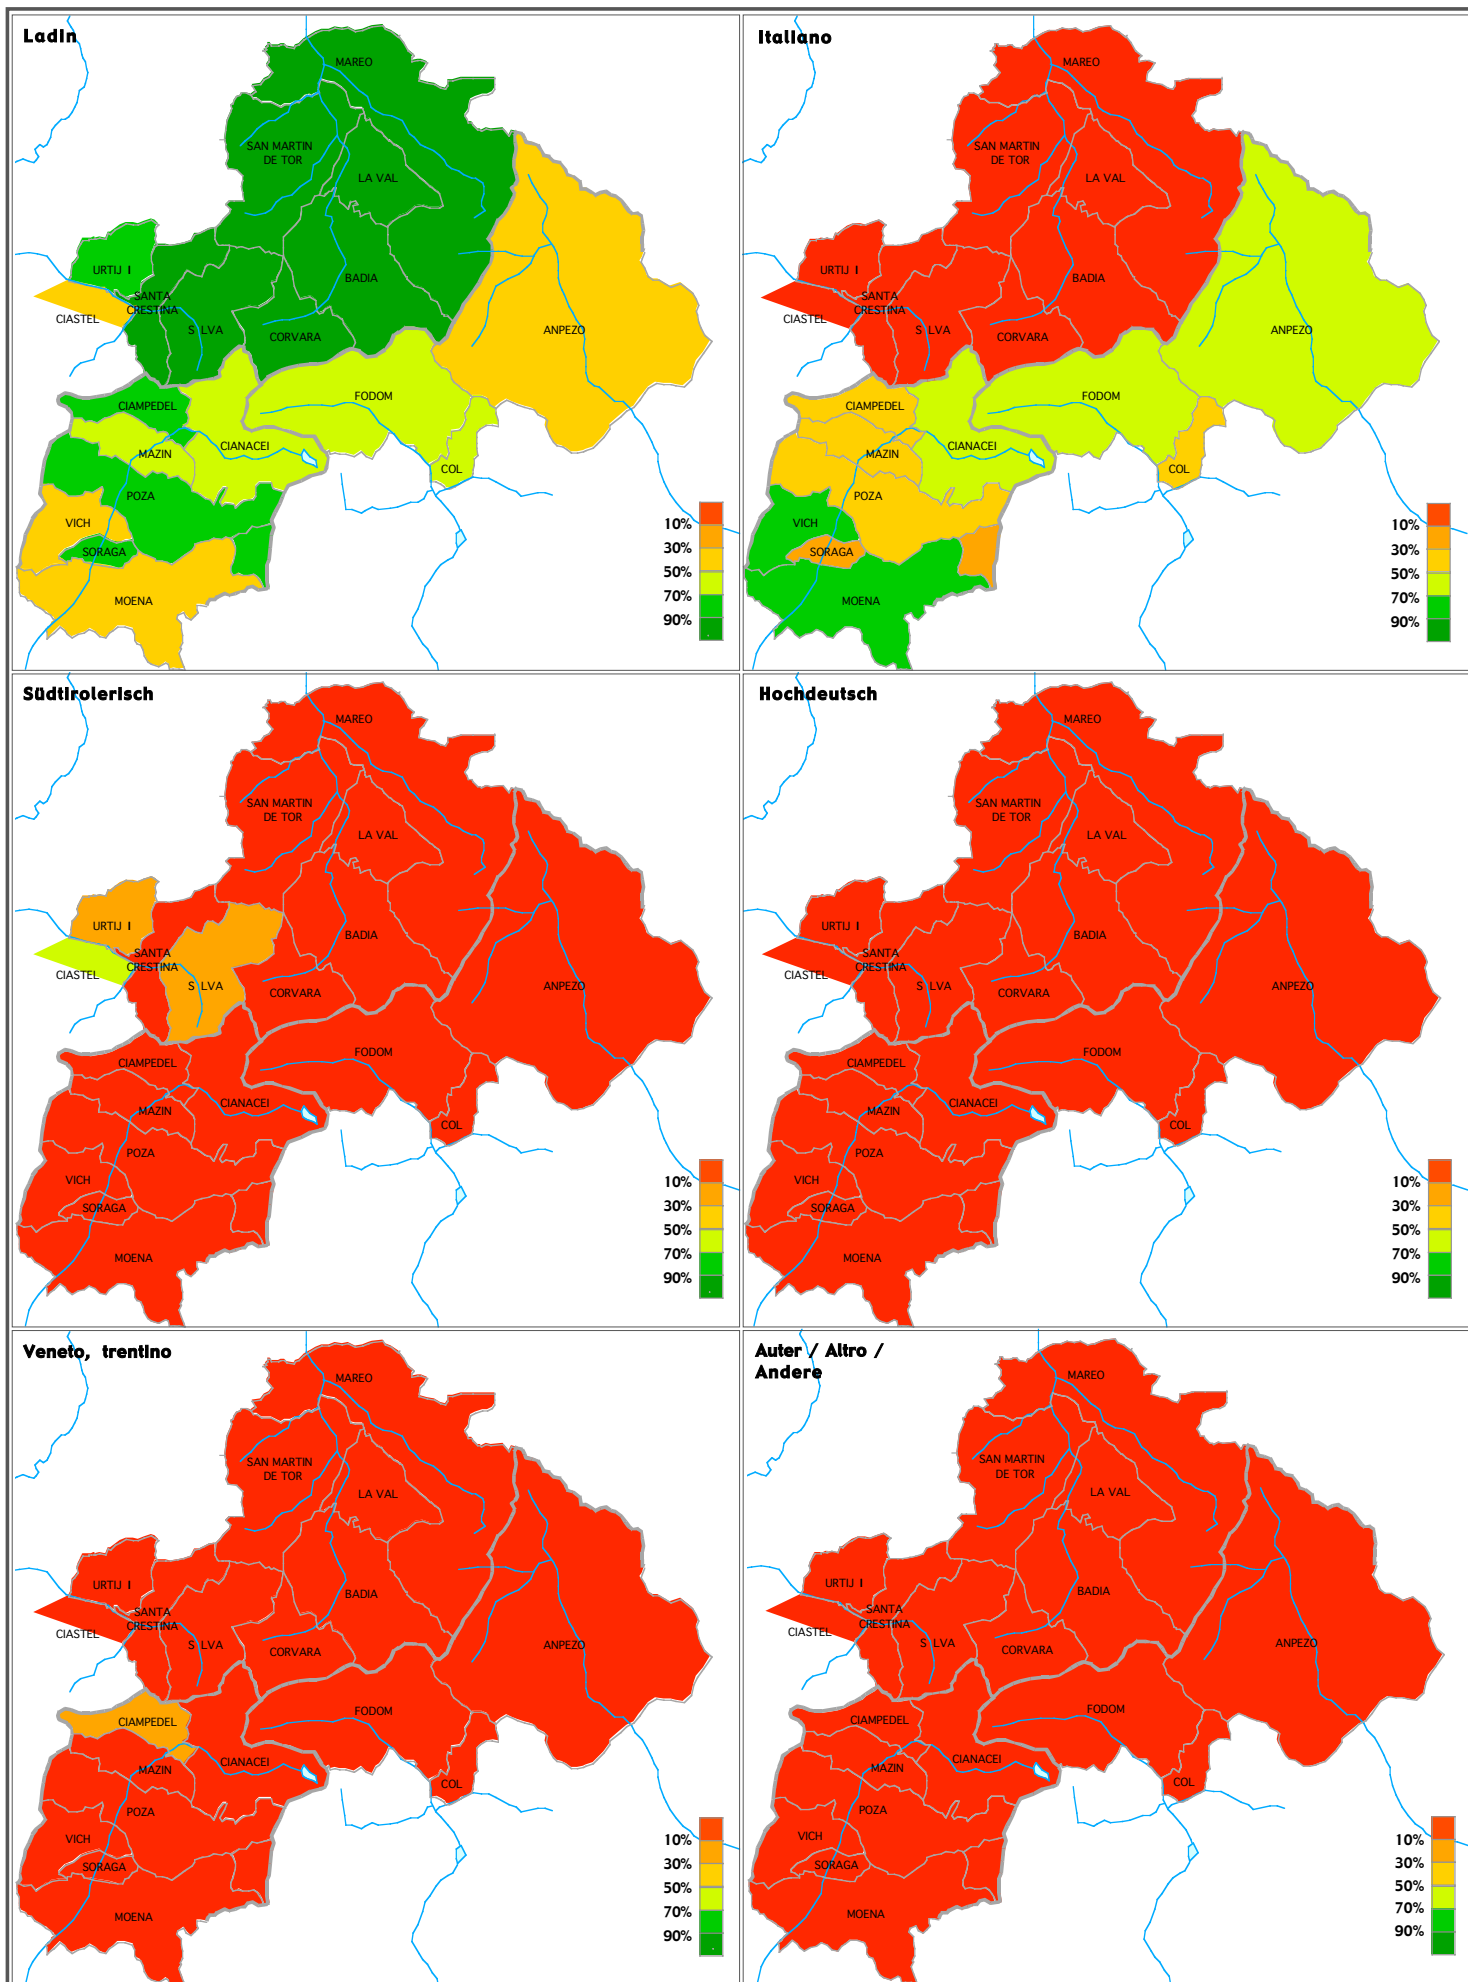 Ladin
MAREO
SAN MARTIN
DE TOR
LA VAL
URTIJ I
SANTA
CRESTINA
CIASTEL
BADIA
S LVA
CORVARA
ANPEZO
FODOM
CIAMPEDEL
CIANACEI
MAZIN
COL
POZA
VICH
SORAGA
MOENA
10%
30%
50%
70%
90%
Italiano
MAREO
SAN MARTIN
DE TOR
LA VAL
URTIJ I
SANTA
CRESTINA
CIASTEL
BADIA
S LVA
CORVARA
ANPEZO
FODOM
CIAMPEDEL
CIANACEI
MAZIN
COL
POZA
VICH
SORAGA
MOENA
10%
30%
50%
70%
90%
Südtirolerisch
MAREO
SAN MARTIN
DE TOR
LA VAL
URTIJ I
SANTA
CRESTINA
CIASTEL
BADIA
S LVA
CORVARA
ANPEZO
FODOM
CIAMPEDEL
CIANACEI
MAZIN
COL
POZA
VICH
SORAGA
MOENA
10%
30%
50%
70%
90%
Hochdeutsch
MAREO
SAN MARTIN
DE TOR
LA VAL
URTIJ I
SANTA
CRESTINA
CIASTEL
BADIA
S LVA
CORVARA
ANPEZO
FODOM
CIAMPEDEL
CIANACEI
MAZIN
COL
POZA
VICH
SORAGA
MOENA
10%
30%
50%
70%
90%
Veneto, trentino
MAREO
SAN MARTIN
DE TOR
LA VAL
URTIJ I
SANTA
CRESTINA
CIASTEL
BADIA
S LVA
CORVARA
ANPEZO
FODOM
CIAMPEDEL
CIANACEI
MAZIN
COL
POZA
VICH
SORAGA
MOENA
10%
30%
50%
70%
90%
Auter / Altro /
Andere
MAREO
SAN MARTIN
DE TOR
LA VAL
URTIJ I
SANTA
CRESTINA
CIASTEL
BADIA
S LVA
CORVARA
ANPEZO
FODOM
CIAMPEDEL
CIANACEI
MAZIN
COL
POZA
VICH
SORAGA
MOENA
10%
30%
50%
70%
90%